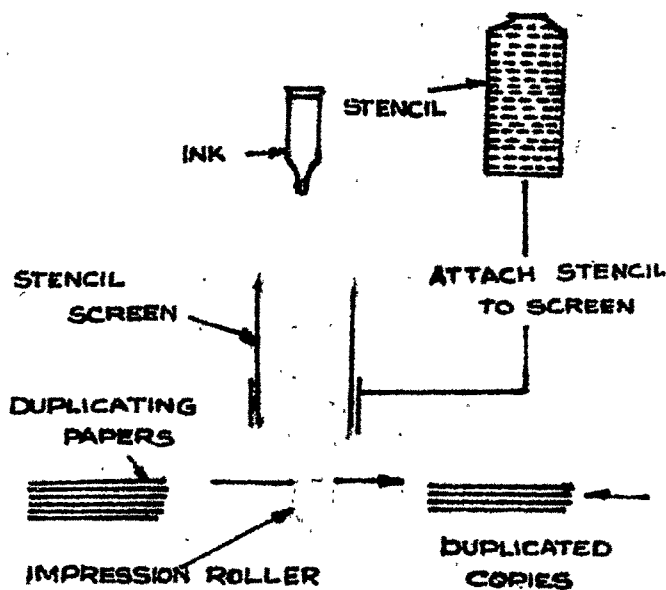 STENCIL
INK
STENCIL
SCREEN
ATTACH STENCIL
TO SCREEN
DUPLICATING
PAPERS
IMPRESSION ROLLER
DUPLICATED
COPIES